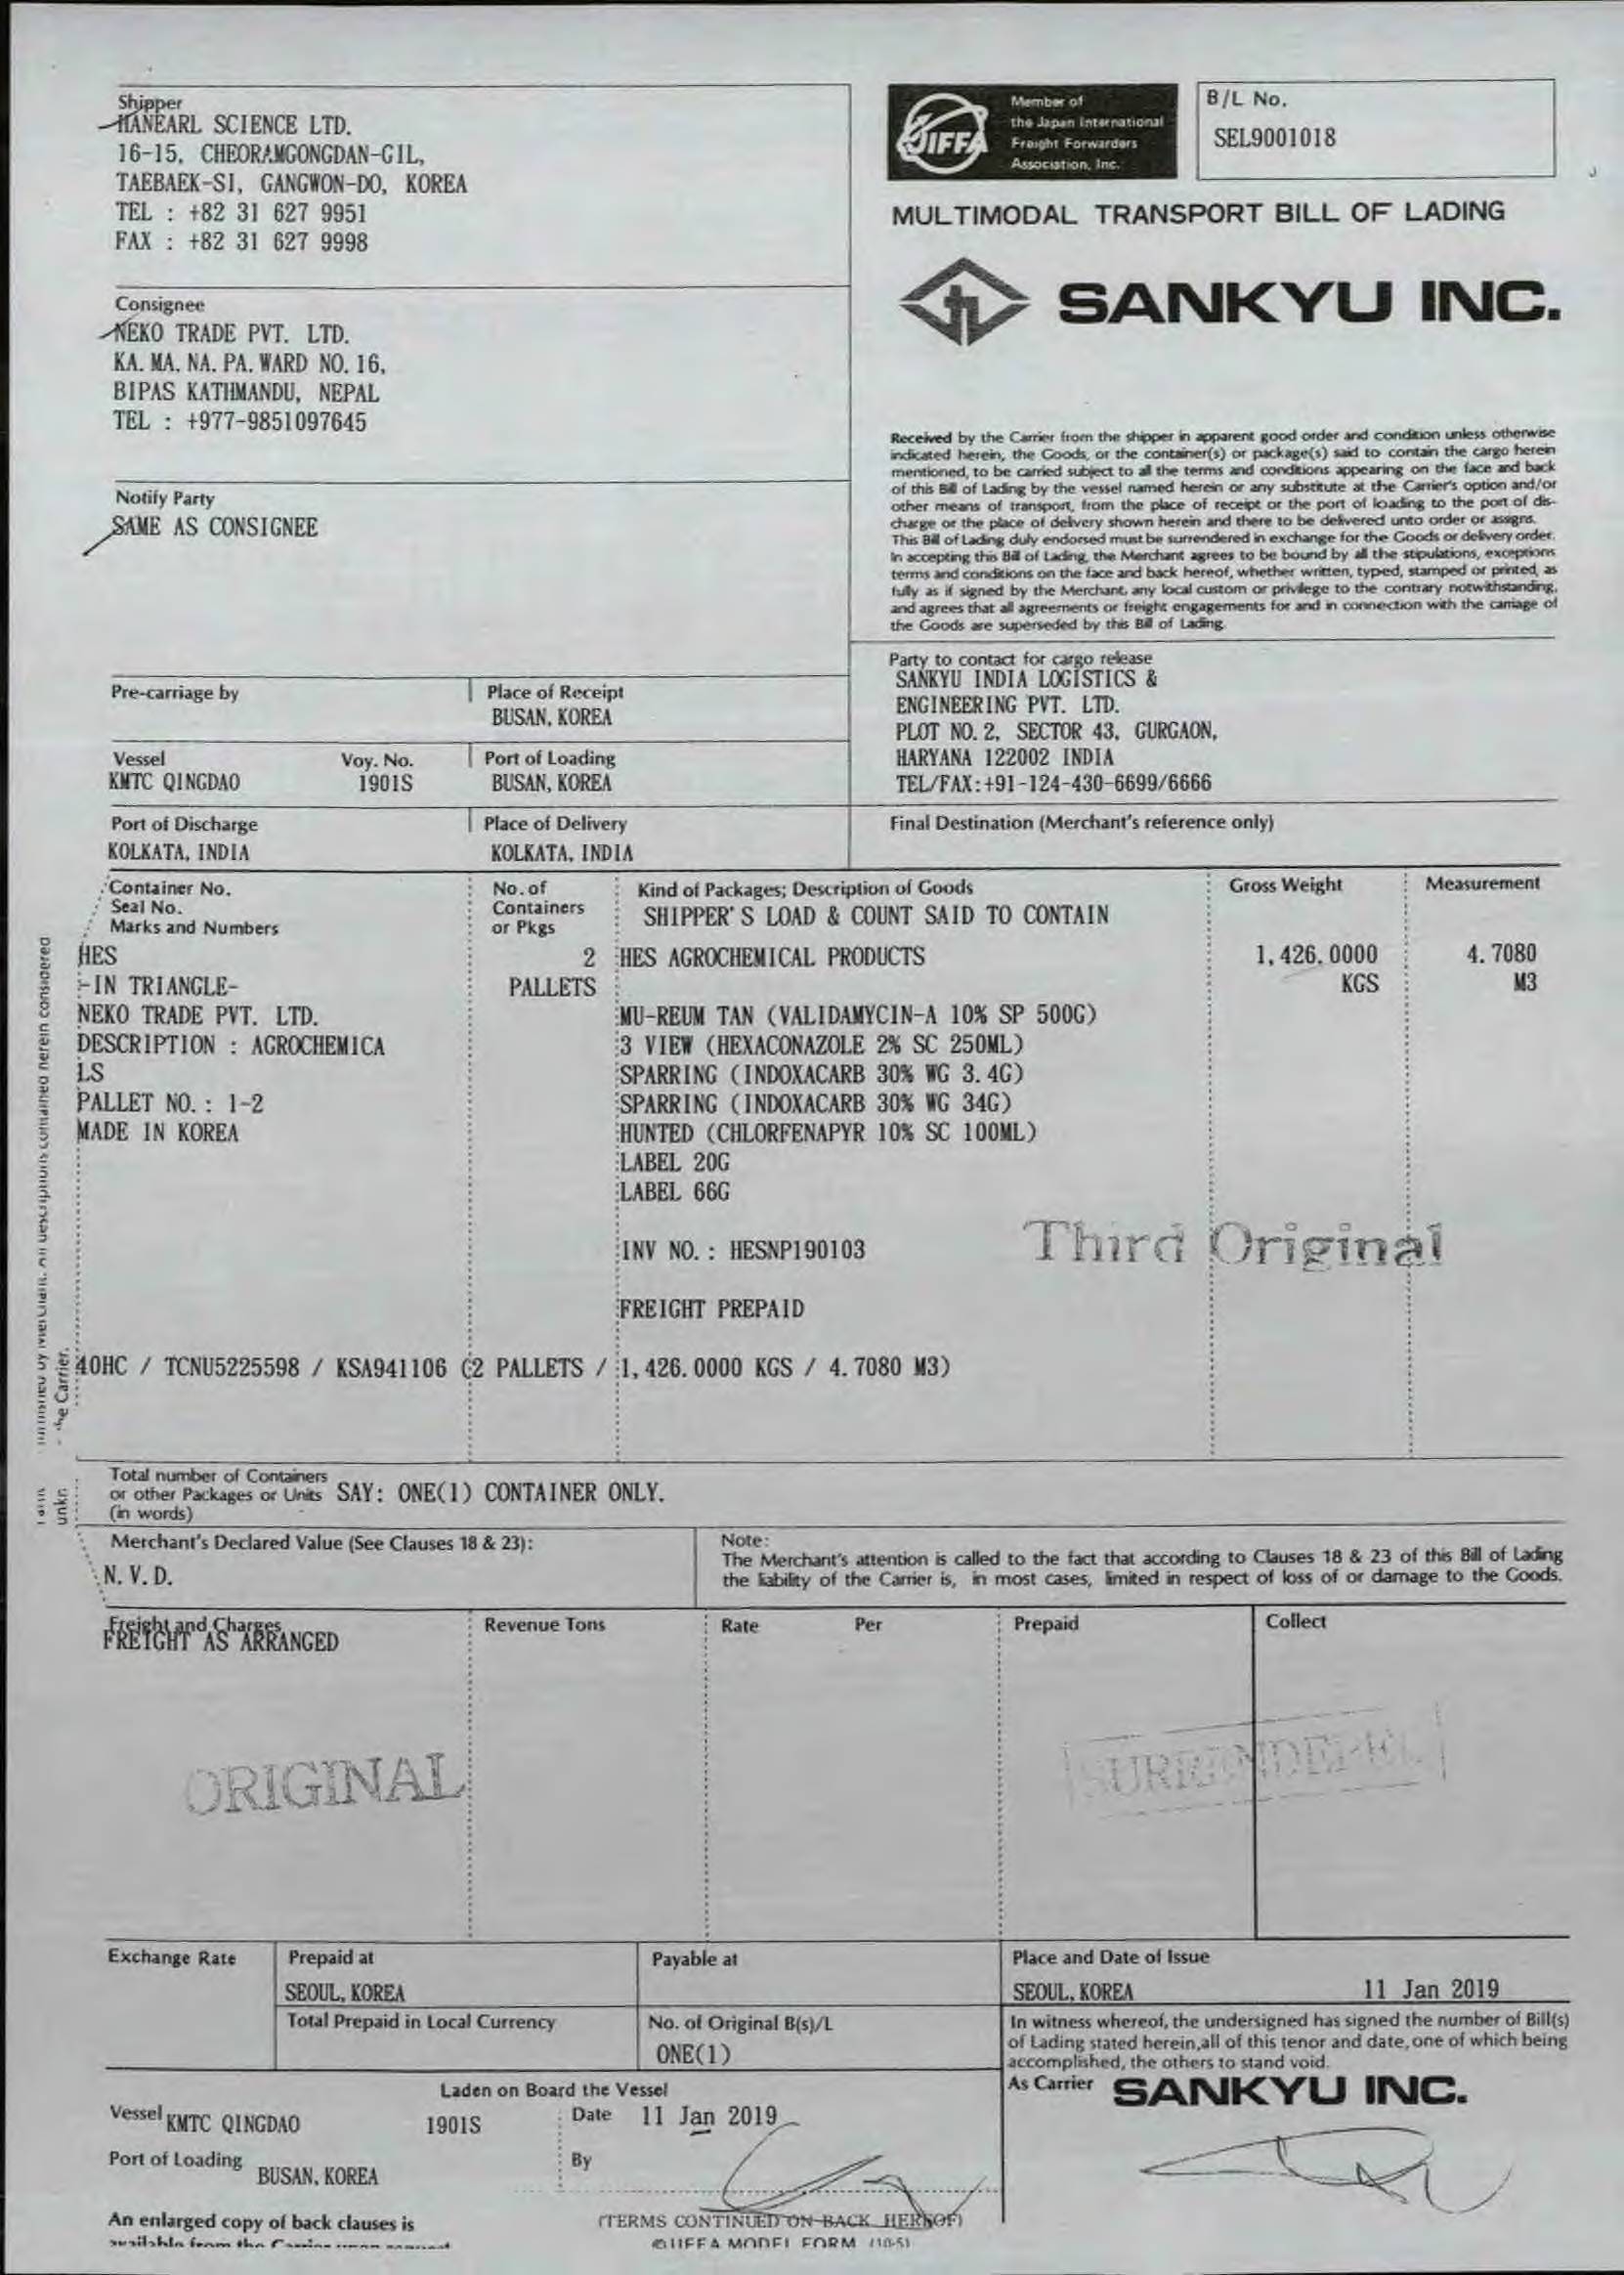 Shipper
HANEARL SCIENCE LTD.
16-15, CHEORAMGONGDAN-GIL,
TAEBAEK-SI, GANGWON-DO, KOREA
TEL : +82 31 627 9951
FAX : +82 31 627 9998
JIFFA
Member of
the Japan International
Freight Forwarders
Association, Inc.
B/L No.
SEL9001018
MULTIMODAL TRANSPORT BILL OF LADING
SANKYU INC.
Consignee
NEKO TRADE PVT. LTD.
KA. MA. NA. PA. WARD NO. 16,
BIPAS KATHMANDU, NEPAL
TEL : +977-9851097645
Notify Party
SAME AS CONSIGNEE
Received by the Carrier from the shipper in apparent good order and condition unless otherwise
indicated herein, the Goods, or the container(s) or package(s) said to contain the cargo herein
mentioned, to be carried subject to all the terms and conditions appearing on the face and back
of this Bill of Lading by the vessel named herein or any substitute at the Carrier's option and/or
other means of transport, from the place of receipt or the port of loading to the port of dis-
charge or the place of delivery shown herein and there to be delivered unto order or assigns.
This Bill of Lading duly endorsed must be surrendered in exchange for the Goods or delivery order.
In accepting this Bill of Lading, the Merchant agrees to be bound by all the stipulations, exceptions
terms and conditions on the face and back hereof, whether written, typed, stamped or printed, as
fully as if signed by the Merchant, any local custom or privilege to the contrary notwithstanding,
and agrees that all agreements or freight engagements for and in connection with the carriage of
the Goods are superseded by this Bill of Lading.
Party to contact for cargo release
SANKYU INDIA LOGISTICS &
ENGINEERING PVT. LTD.
PLOT NO. 2, SECTOR 43, GURGAON,
HARYANA 122002 INDIA
TEL/FAX:+91-124-430-6699/6666
Pre-carriage by
Place of Receipt
BUSAN, KOREA
Vessel Voy. No.
KMTC QINGDAO 1901S
Port of Loading
BUSAN, KOREA
Port of Discharge
KOLKATA, INDIA
Place of Delivery
KOLKATA, INDIA
Final Destination (Merchant's reference only)
Container No.
Seal No.
Marks and Numbers
No. of
Containers
or Pkgs
Kind of Packages; Description of Goods
Gross Weight
Measurement
SHIPPER'S LOAD & COUNT SAID TO CONTAIN
HES 2 HES AGROCHEMICAL PRODUCTS 1,426.0000 4.7080
-IN TRIANGLE- PALLETS KGS M3
NEKO TRADE PVT. LTD. MU-REUM TAN (VALIDAMYCIN-A 10% SP 500G)
DESCRIPTION : AGROCHEMICA 3 VIEW (HEXACONAZOLE 2% SC 250ML)
LS SPARRING (INDOXACARB 30% WG 3.4G)
PALLET NO. : 1-2 SPARRING (INDOXACARB 30% WG 34G)
MADE IN KOREA HUNTED (CHLORFENAPYR 10% SC 100ML)
LABEL 20G
LABEL 66G
INV NO. : HESNP190103
Third Original
FREIGHT PREPAID
40HC / TCNU5225598 / KSA941106 (2 PALLETS / 1,426.0000 KGS / 4.7080 M3)
Total number of Containers
or other Packages or Units SAY: ONE(1) CONTAINER ONLY.
(in words)
Merchant's Declared Value (See Clauses 18 & 23):
N. V. D.
Note:
The Merchant's attention is called to the fact that according to Clauses 18 & 23 of this Bill of Lading
the liability of the Carrier is, in most cases, limited in respect of loss of or damage to the Goods.
Freight and Charges
FREIGHT AS ARRANGED
Revenue Tons
Rate Per
Prepaid
Collect
ORIGINAL
SURRENDERED
Exchange Rate
Prepaid at
SEOUL, KOREA
Payable at
Place and Date of Issue
SEOUL, KOREA 11 Jan 2019
Total Prepaid in Local Currency
No. of Original B(s)/L
ONE(1)
In witness whereof, the undersigned has signed the number of Bill(s)
of Lading stated herein,all of this tenor and date, one of which being
accomplished, the others to stand void.
As Carrier SANKYU INC.
Laden on Board the Vessel
Vessel KMTC QINGDAO 1901S
Date 11 Jan 2019
Port of Loading
BUSAN, KOREA
By
An enlarged copy of back clauses is
available from the Carrier upon request
(TERMS CONTINUED ON BACK HEREOF)
©JIFFA MODEL FORM (10-5)
contained herein considered
the Carrier.